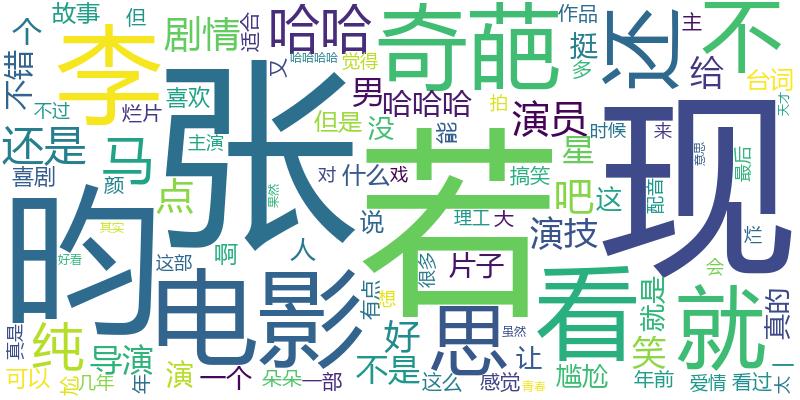 故事 但 个 剧情 适合 哈哈 哈哈哈哈 又 觉得 奇葩 作品 挺 多 还 主 不
不错 李 喜欢 男 哈哈哈 拍 演员 给 台词 天才
不过 烂片 张 主演 但是 没 能 若 时候 来 现
还是 马 喜剧 颜 点 对 什么 戏 搞笑 星 吧 这 配音 意思 最后
昀 果然 说 理工 大 演技 烂
其实 这部 啊 人 很多 片子 会
好看 电影 有点 想 思 虽然 看 就是 就 真的
真是 纯 导演 演 好 不是 让 笑
可以 尬 几年 年 一个 朵朵 一部 这么 感觉 青春 尴尬 年前 爱情 看过 太 一